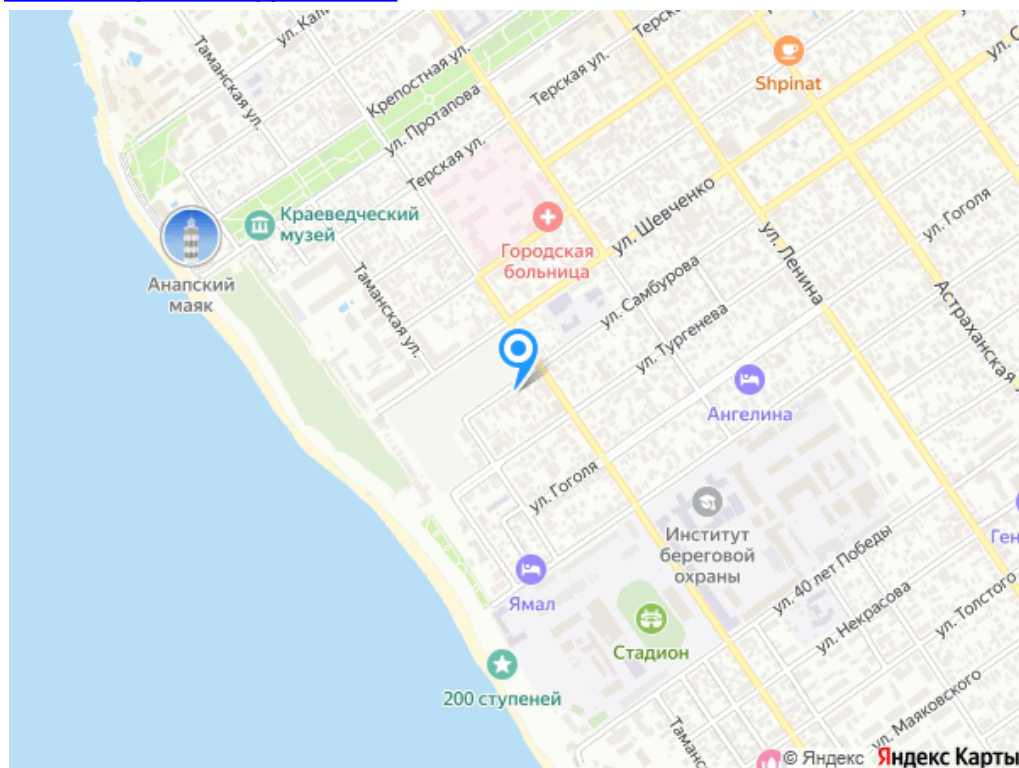 ул. Кал
Таманская ул.
Крепостная ул.
ул. Протапова
Терская ул.
Терская ул.
Терс
Shpinat
ул. С
Краеведческий
музей
Анапский
маяк
Городская
больница
ул. Шевченко
ул. Ленина
ул. Гоголя
Таманская ул.
ул. Самбурова
ул. Тургенева
Астраханская у
Ангелина
ул. Гоголя
Институт
береговой
охраны
Ген
Ямал
ул. 40 лет Победы
ул. Некрасова
ул. Толстого
Стадион
200 ступеней
ул. Маяковского
Таманс
© Яндекс Яндекс Карты